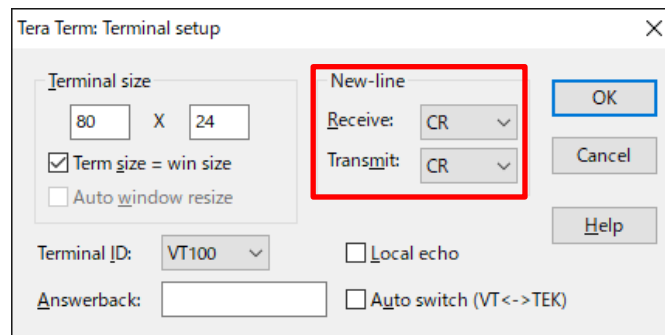 Tera Term: Terminal setup
Terminal size
80 X 24
Term size = win size
Auto window resize
New-line
Receive: CR
Transmit: CR
OK
Cancel
Help
Terminal ID: VT100
Local echo
Answerback:
Auto switch (VT<->TEK)